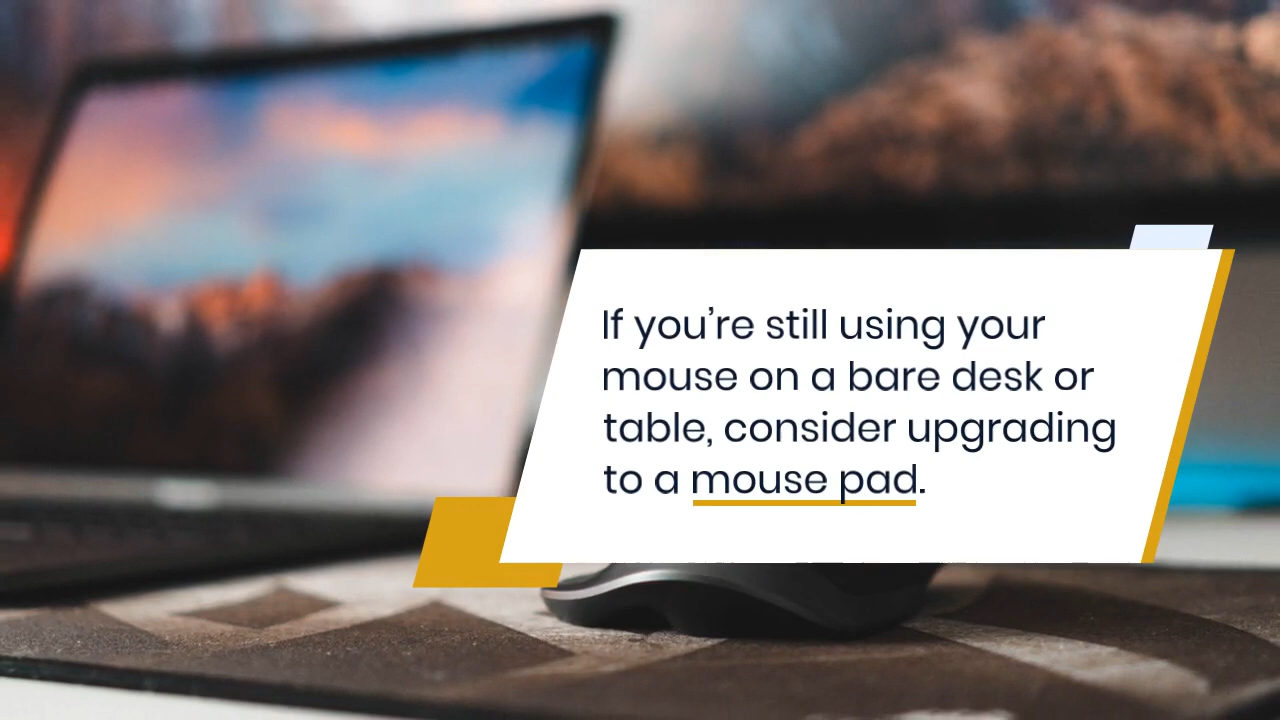 If you’re still using your
mouse on a bare desk or
table, consider upgrading
to a mouse pad.